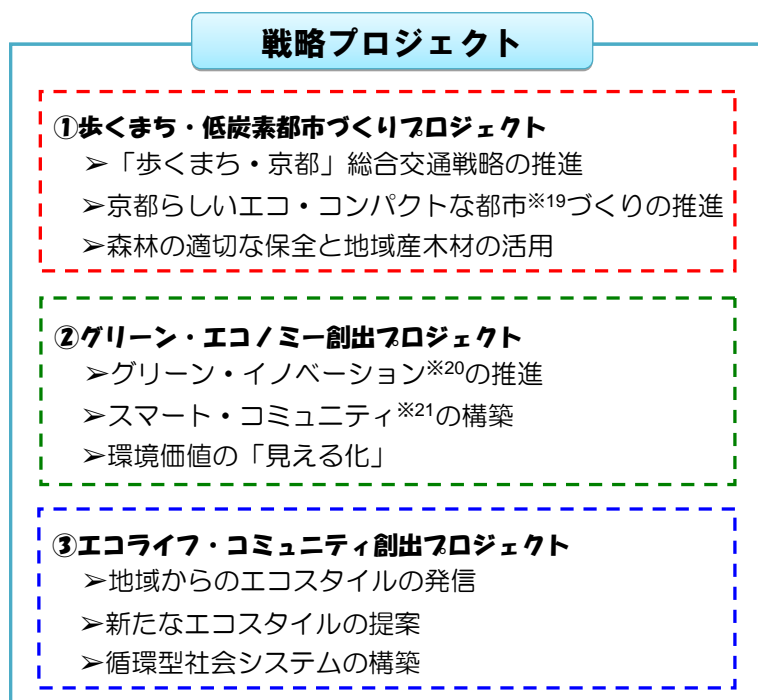 戦略プロジェクト
①歩くまち・低炭素都市づくりプロジェクト
➢「歩くまち・京都」総合交通戦略の推進
➢京都らしいエコ・コンパクトな都市※19づくりの推進
➢森林の適切な保全と地域産木材の活用
②グリーン・エコノミー創出プロジェクト
➢グリーン・イノベーション※20の推進
➢スマート・コミュニティ※21の構築
➢環境価値の「見える化」
③エコライフ・コミュニティ創出プロジェクト
➢地域からのエコスタイルの発信
➢新たなエコスタイルの提案
➢循環型社会システムの構築